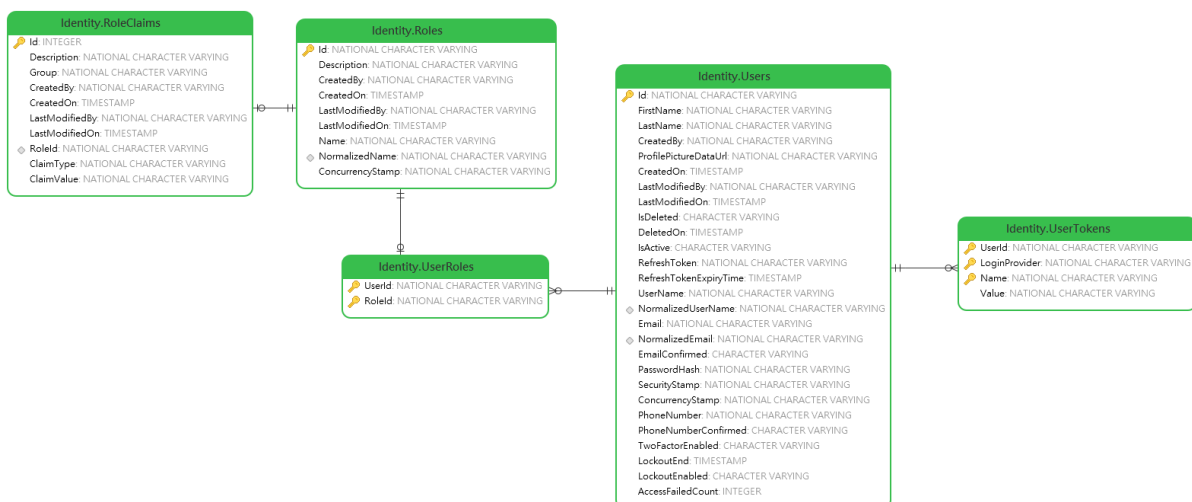 Identity.RoleClaims
Id: INTEGER
Description: NATIONAL CHARACTER VARYING
Group: NATIONAL CHARACTER VARYING
CreatedBy: NATIONAL CHARACTER VARYING
CreatedOn: TIMESTAMP
LastModifiedBy: NATIONAL CHARACTER VARYING
LastModifiedOn: TIMESTAMP
RoleId: NATIONAL CHARACTER VARYING
ClaimType: NATIONAL CHARACTER VARYING
ClaimValue: NATIONAL CHARACTER VARYING
Identity.Roles
Id: NATIONAL CHARACTER VARYING
Description: NATIONAL CHARACTER VARYING
CreatedBy: NATIONAL CHARACTER VARYING
CreatedOn: TIMESTAMP
LastModifiedBy: NATIONAL CHARACTER VARYING
LastModifiedOn: TIMESTAMP
Name: NATIONAL CHARACTER VARYING
NormalizedName: NATIONAL CHARACTER VARYING
ConcurrencyStamp: NATIONAL CHARACTER VARYING
Identity.UserRoles
UserId: NATIONAL CHARACTER VARYING
RoleId: NATIONAL CHARACTER VARYING
Identity.Users
Id: NATIONAL CHARACTER VARYING
FirstName: NATIONAL CHARACTER VARYING
LastName: NATIONAL CHARACTER VARYING
CreatedBy: NATIONAL CHARACTER VARYING
ProfilePictureDataUrl: NATIONAL CHARACTER VARYING
CreatedOn: TIMESTAMP
LastModifiedBy: NATIONAL CHARACTER VARYING
LastModifiedOn: TIMESTAMP
IsDeleted: CHARACTER VARYING
DeletedOn: TIMESTAMP
IsActive: CHARACTER VARYING
RefreshToken: NATIONAL CHARACTER VARYING
RefreshTokenExpiryTime: TIMESTAMP
UserName: NATIONAL CHARACTER VARYING
NormalizedUserName: NATIONAL CHARACTER VARYING
Email: NATIONAL CHARACTER VARYING
NormalizedEmail: NATIONAL CHARACTER VARYING
EmailConfirmed: CHARACTER VARYING
PasswordHash: NATIONAL CHARACTER VARYING
SecurityStamp: NATIONAL CHARACTER VARYING
ConcurrencyStamp: NATIONAL CHARACTER VARYING
PhoneNumber: NATIONAL CHARACTER VARYING
PhoneNumberConfirmed: CHARACTER VARYING
TwoFactorEnabled: CHARACTER VARYING
LockoutEnd: TIMESTAMP
LockoutEnabled: CHARACTER VARYING
AccessFailedCount: INTEGER
Identity.UserTokens
UserId: NATIONAL CHARACTER VARYING
LoginProvider: NATIONAL CHARACTER VARYING
Name: NATIONAL CHARACTER VARYING
Value: NATIONAL CHARACTER VARYING